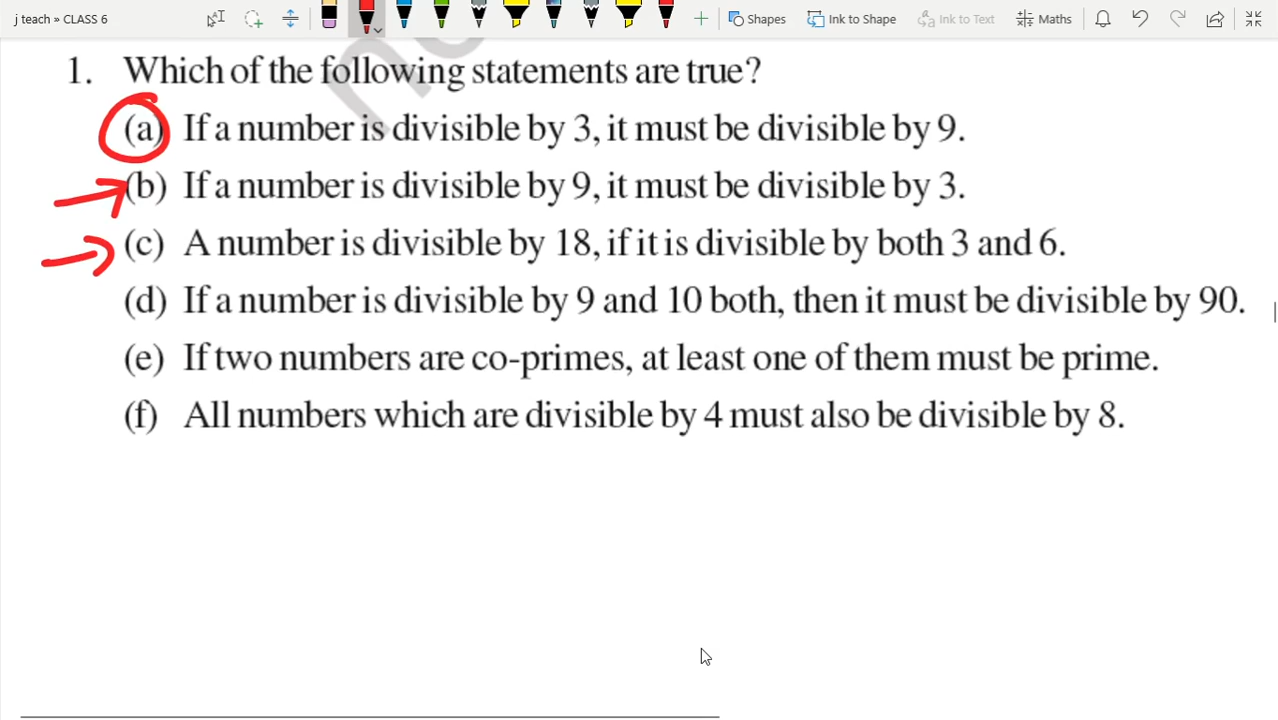 j teach » CLASS 6
Shapes
Ink to Shape
Ink to Text
Maths
1. Which of the following statements are true?
(a) If a number is divisible by 3, it must be divisible by 9.
(b) If a number is divisible by 9, it must be divisible by 3.
(c) A number is divisible by 18, if it is divisible by both 3 and 6.
(d) If a number is divisible by 9 and 10 both, then it must be divisible by 90.
(e) If two numbers are co-primes, at least one of them must be prime.
(f) All numbers which are divisible by 4 must also be divisible by 8.